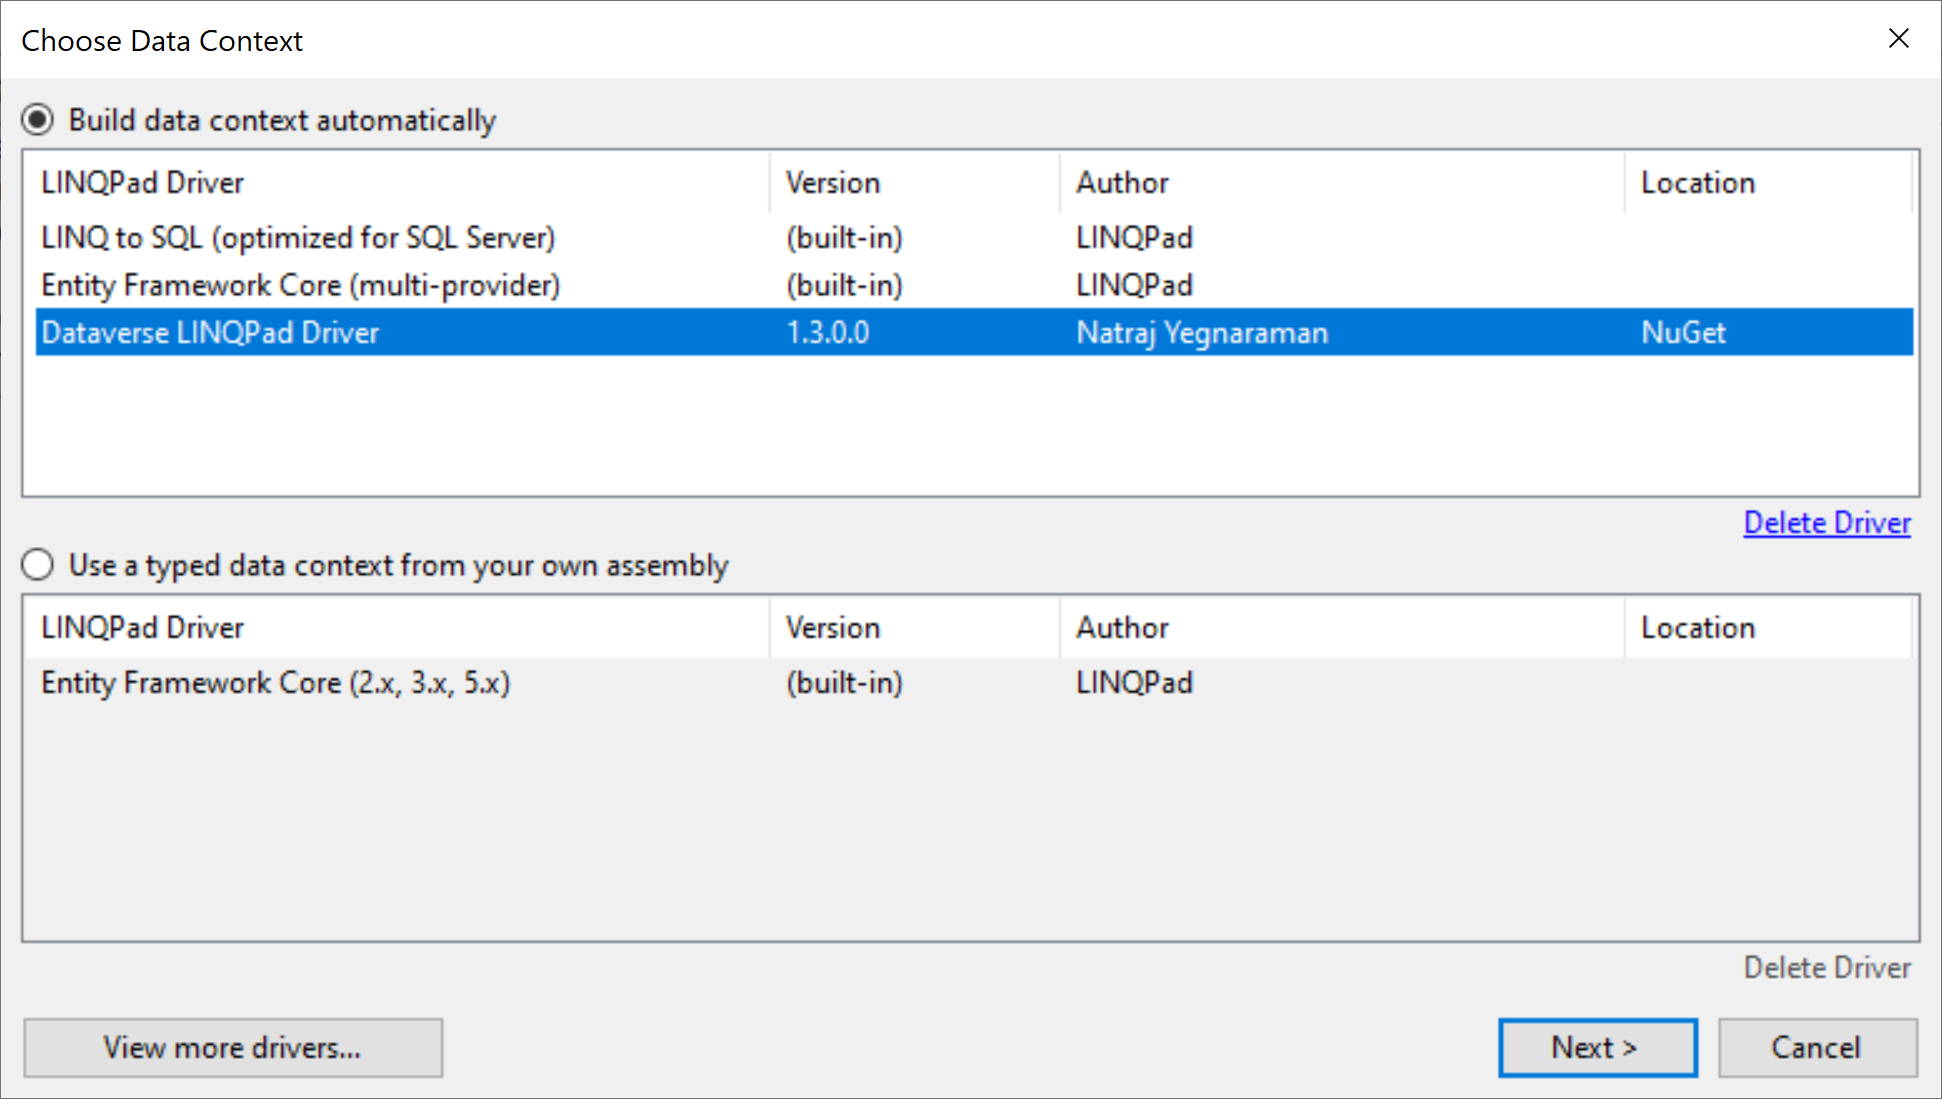 Choose Data Context
Build data context automatically
LINQPad Driver Version Author Location
LINQ to SQL (optimized for SQL Server) (built-in) LINQPad
Entity Framework Core (multi-provider) (built-in) LINQPad
Dataverse LINQPad Driver 1.3.0.0 Natraj Yegnaraman NuGet
Delete Driver
Use a typed data context from your own assembly
LINQPad Driver Version Author Location
Entity Framework Core (2.x, 3.x, 5.x) (built-in) LINQPad
Delete Driver
View more drivers... Next > Cancel